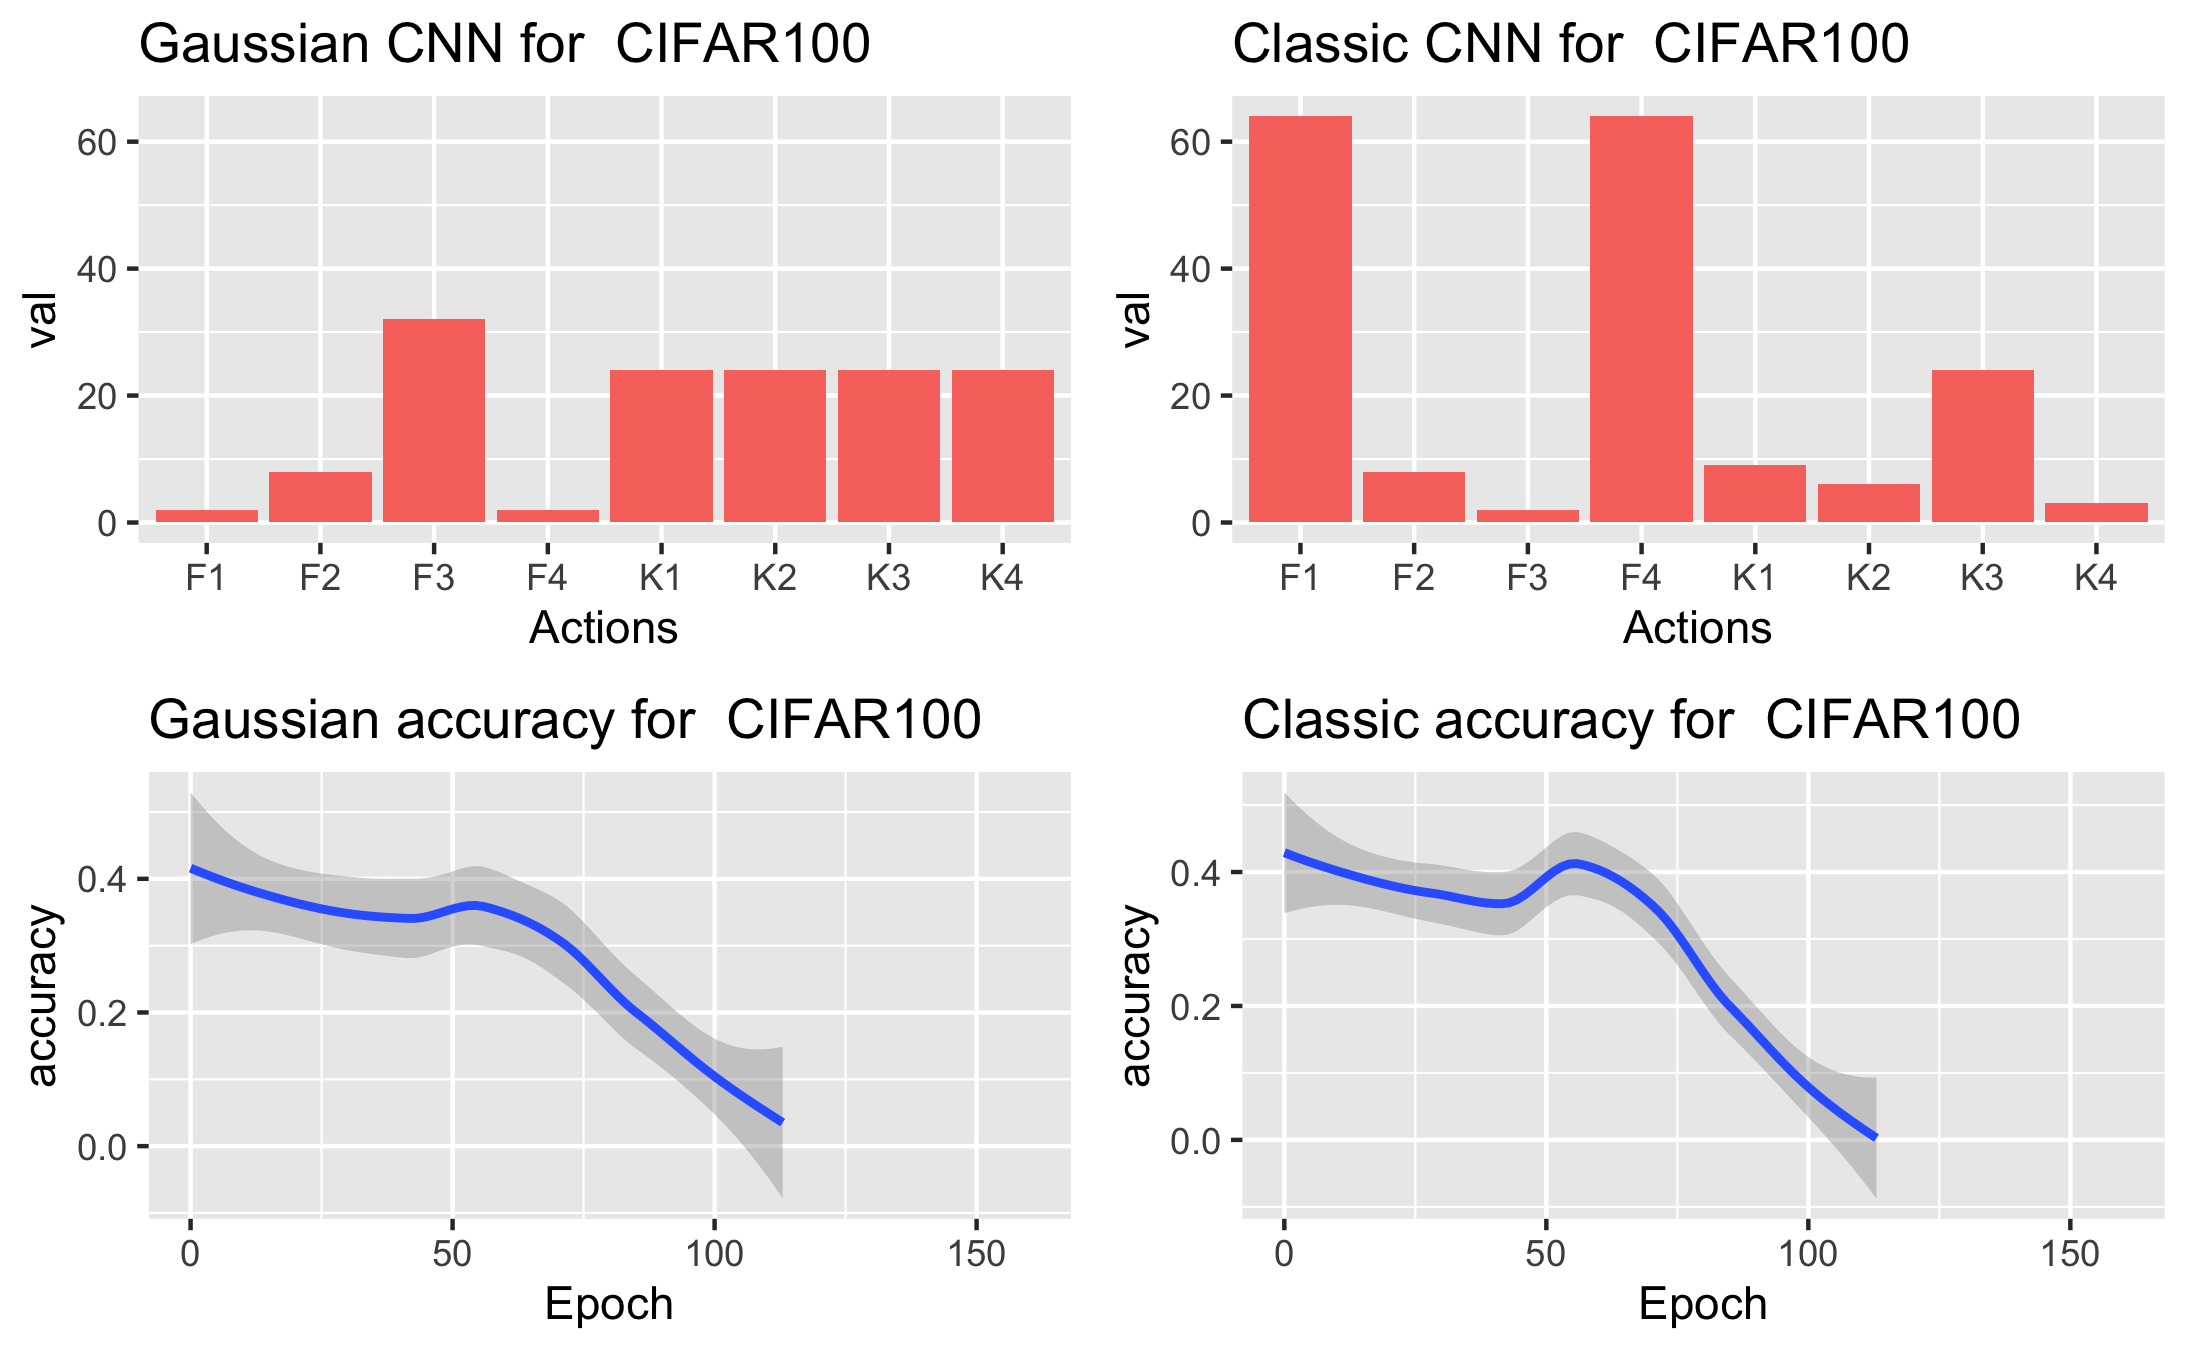 Gaussian CNN for  CIFAR100
val
60
40
20
0
F1 F2 F3 F4 K1 K2 K3 K4
Actions
Classic CNN for  CIFAR100
val
60
40
20
0
F1 F2 F3 F4 K1 K2 K3 K4
Actions
Gaussian accuracy for  CIFAR100
accuracy
0.4
0.2
0.0
0 50 100 150
Epoch
Classic accuracy for  CIFAR100
accuracy
0.4
0.2
0.0
0 50 100 150
Epoch